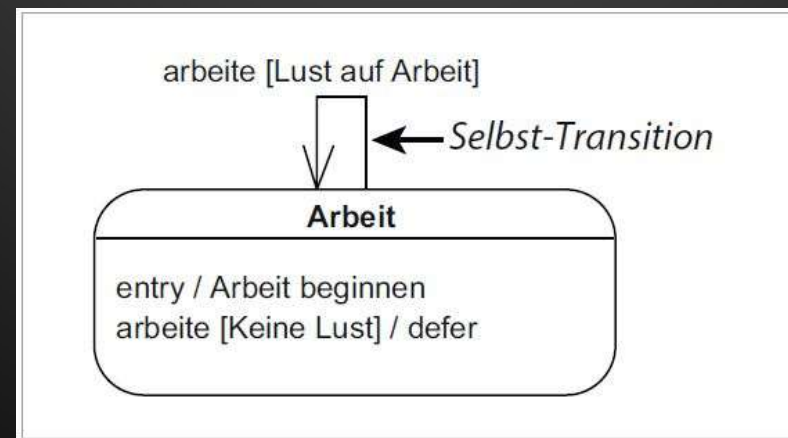 arbeite [Lust auf Arbeit]
Selbst-Transition
Arbeit
entry / Arbeit beginnen
arbeite [Keine Lust] / defer